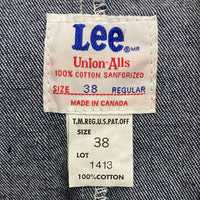 Lee®MR
Union-Alls
100% COTTON SANFORIZED
SIZE 38 REGULAR
MADE IN CANADA
T.M.REG.U.S.PAT.OFF
SIZE
38
LOT
1413
100%COTTON